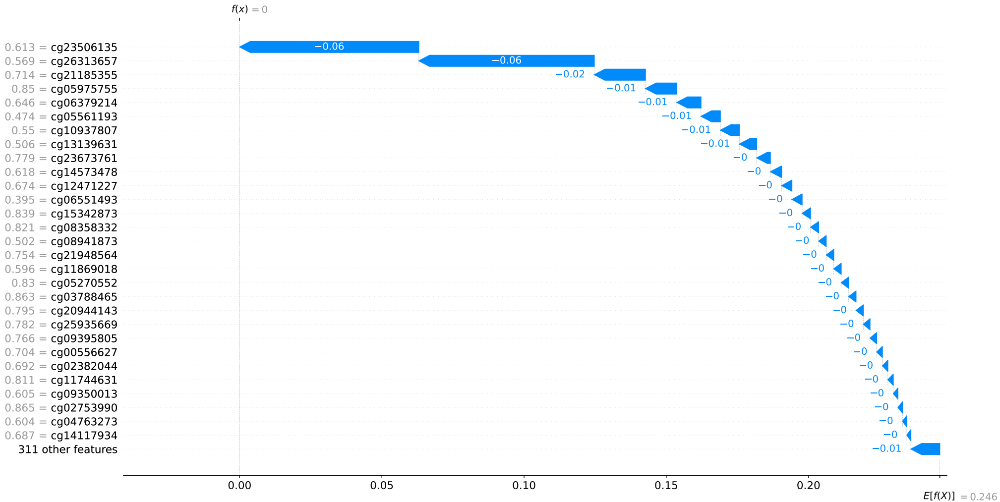 f(x) = 0
0.613 = cg23506135 −0.06
0.569 = cg26313657 −0.06
0.714 = cg21185355 −0.02
0.85 = cg05975755 −0.01
0.646 = cg06379214 −0.01
0.474 = cg05561193 −0.01
0.55 = cg10937807 −0.01
0.506 = cg13139631 −0.01
0.779 = cg23673761 −0
0.618 = cg14573478 −0
0.674 = cg12471227 −0
0.395 = cg06551493 −0
0.839 = cg15342873 −0
0.821 = cg08358332 −0
0.502 = cg08941873 −0
0.754 = cg21948564 −0
0.596 = cg11869018 −0
0.83 = cg05270552 −0
0.863 = cg03788465 −0
0.795 = cg20944143 −0
0.782 = cg25935669 −0
0.766 = cg09395805 −0
0.704 = cg00556627 −0
0.692 = cg02382044 −0
0.811 = cg11744631 −0
0.605 = cg09350013 −0
0.865 = cg02753990 −0
0.604 = cg04763273 −0
0.687 = cg14117934 −0
311 other features −0.01
0.00 0.05 0.10 0.15 0.20
E[f(X)] = 0.246